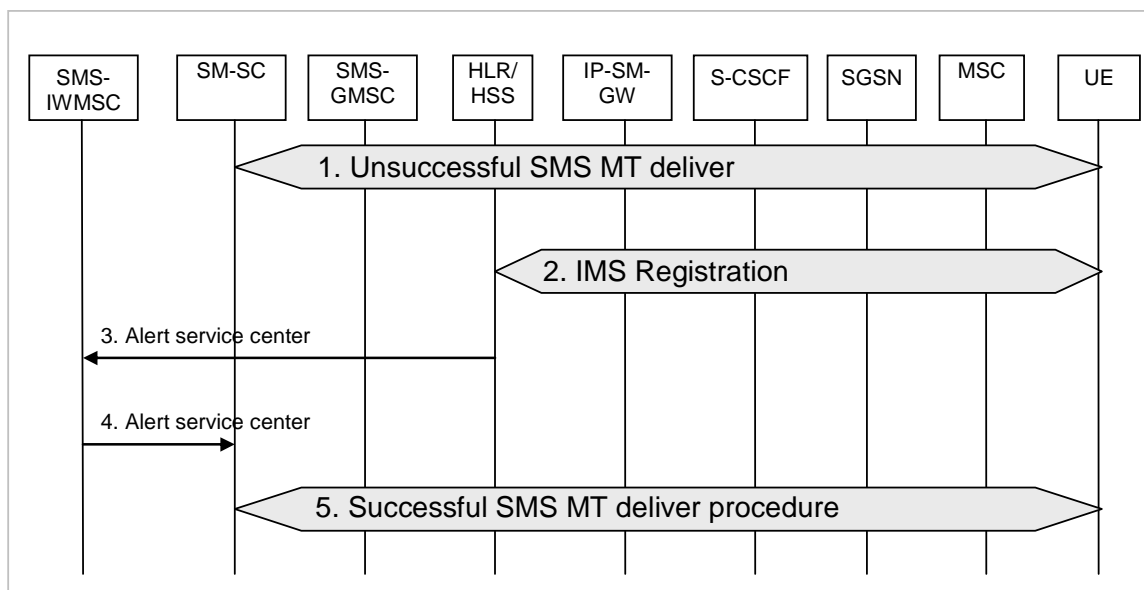 SMS-
IWMSC
SM-SC
SMS-
GMSC
HLR/
HSS
IP-SM-
GW
S-CSCF
SGSN
MSC
UE
1. Unsuccessful SMS MT deliver
2. IMS Registration
3. Alert service center
4. Alert service center
5. Successful SMS MT deliver procedure